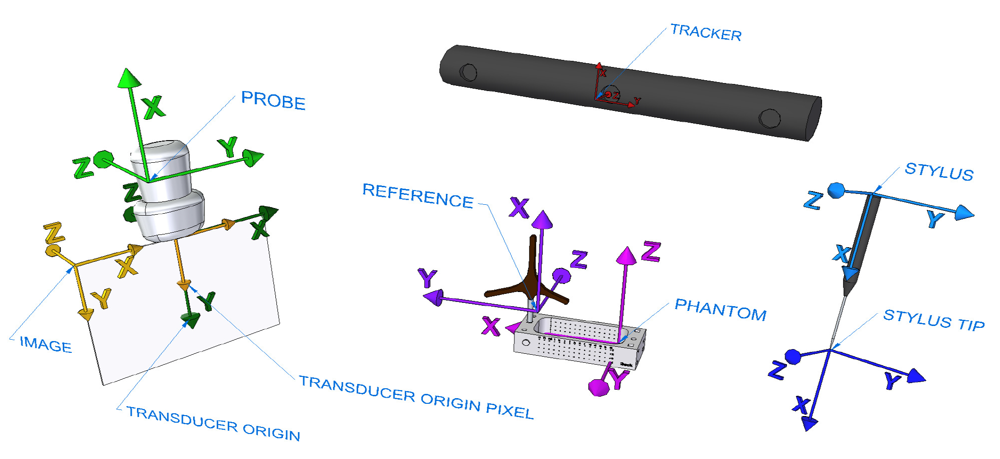 TRACKER
X
Z
Y
PROBE
X
Y
Z
Z
X
Y
Z
X
Y
IMAGE
TRANSDUCER ORIGIN
TRANSDUCER ORIGIN PIXEL
REFERENCE
X
Y
Z
Z
X
Y
PHANTOM
STYLUS
Z
Y
X
STYLUS TIP
Z
Y
X